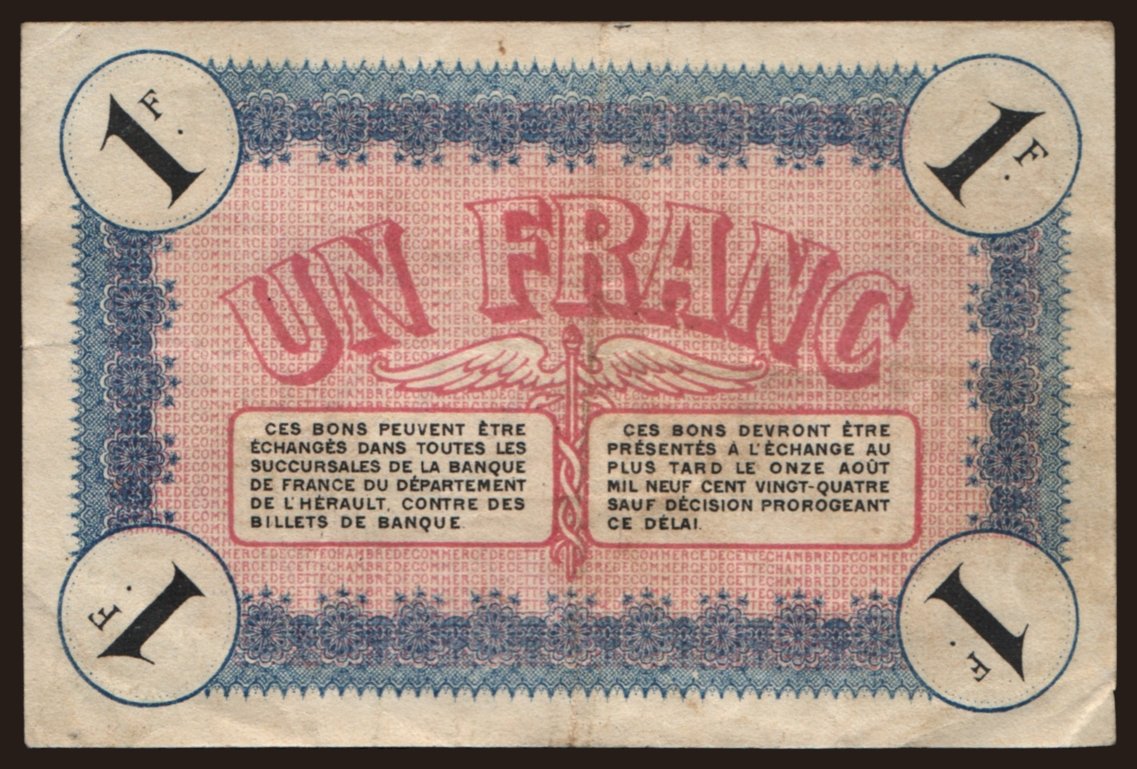 1 F.
1 F.
UN FRANC
CES BONS PEUVENT ÊTRE
ÉCHANGÉS DANS TOUTES LES
SUCCURSALES DE LA BANQUE
DE FRANCE DU DÉPARTEMENT
DE L'HÉRAULT, CONTRE DES
BILLETS DE BANQUE.
CES BONS DEVRONT ÊTRE
PRÉSENTÉS À L'ÉCHANGE AU
PLUS TARD LE ONZE AOÛT
MIL NEUF CENT VINGT-QUATRE
SAUF DÉCISION PROROGEANT
CE DÉLAI.
CHAMBREDECOMMERCEDECETTE
1 F.
1 F.